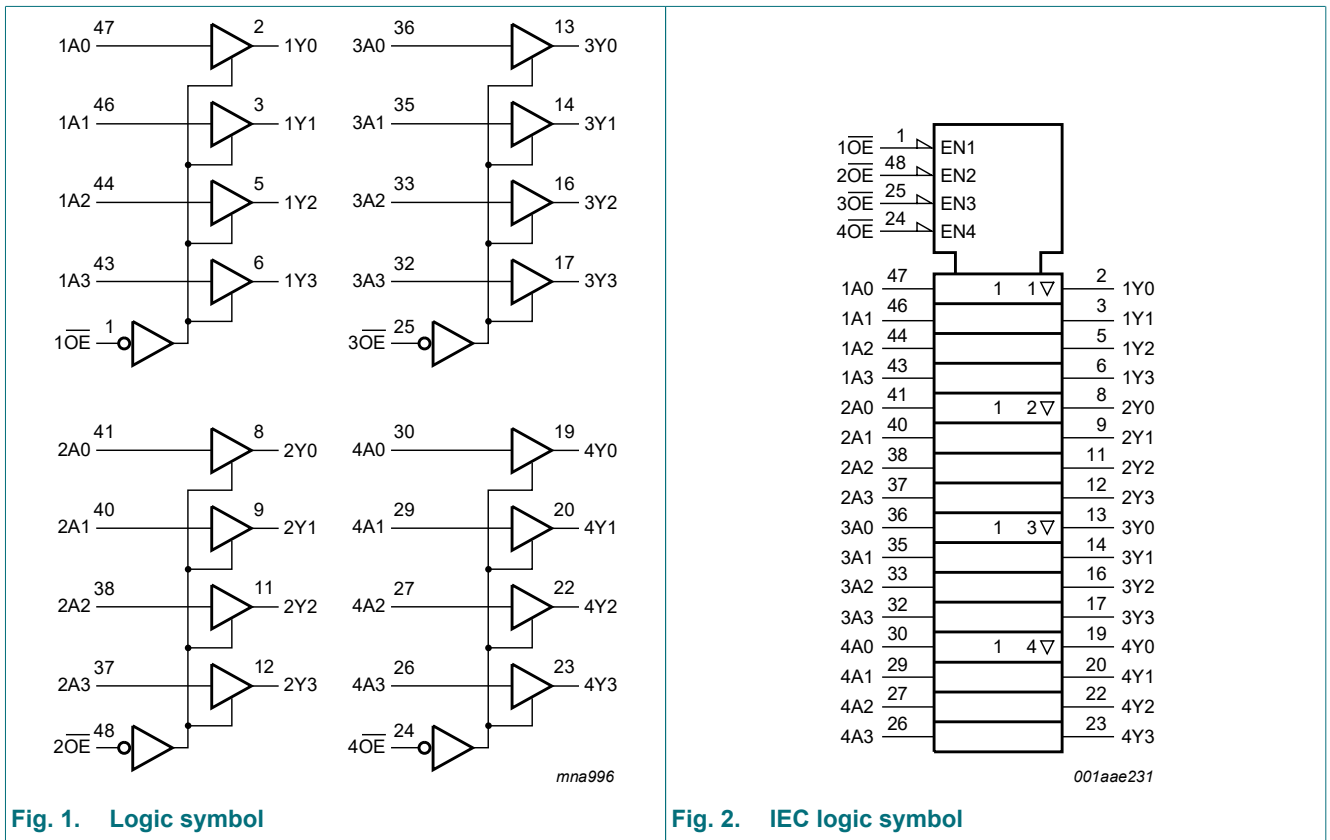 47 2 36 13
1A0 1Y0 3A0 3Y0
46 3 35 14
1A1 1Y1 3A1 3Y1
44 5 33 16
1A2 1Y2 3A2 3Y2
43 6 32 17
1A3 1Y3 3A3 3Y3
1O̅E̅ 1 3O̅E̅ 25
41 8 30 19
2A0 2Y0 4A0 4Y0
40 9 29 20
2A1 2Y1 4A1 4Y1
38 11 27 22
2A2 2Y2 4A2 4Y2
37 12 26 23
2A3 2Y3 4A3 4Y3
2O̅E̅ 48 4O̅E̅ 24
mna996
Fig. 1. Logic symbol
1O̅E̅ 1 EN1
2O̅E̅ 48 EN2
3O̅E̅ 25 EN3
4O̅E̅ 24 EN4
1A0 47 1 1▽ 2 1Y0
1A1 46 3 1Y1
1A2 44 5 1Y2
1A3 43 6 1Y3
2A0 41 1 2▽ 8 2Y0
2A1 40 9 2Y1
2A2 38 11 2Y2
2A3 37 12 2Y3
3A0 36 1 3▽ 13 3Y0
3A1 35 14 3Y1
3A2 33 16 3Y2
3A3 32 17 3Y3
4A0 30 1 4▽ 19 4Y0
4A1 29 20 4Y1
4A2 27 22 4Y2
4A3 26 23 4Y3
001aae231
Fig. 2. IEC logic symbol